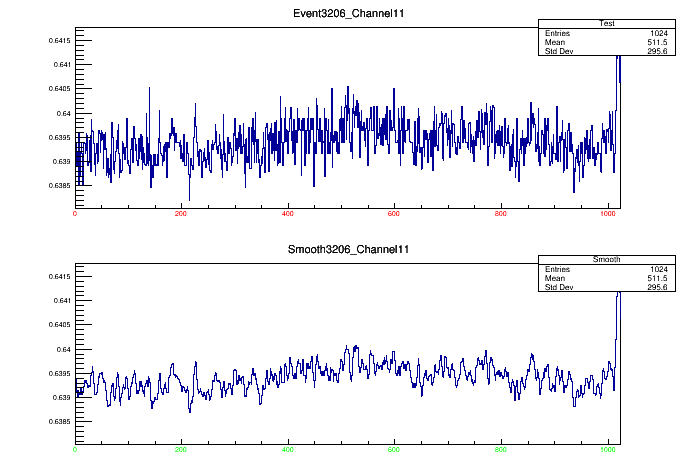 Event3206_Channel11
Test
Entries 1024
Mean 511.5
Std Dev 295.6
0.6415
0.641
0.6405
0.64
0.6395
0.639
0.6385
0 200 400 600 800 1000
Smooth3206_Channel11
Smooth
Entries 1024
Mean 511.5
Std Dev 295.6
0.6415
0.641
0.6405
0.64
0.6395
0.639
0.6385
0 200 400 600 800 1000